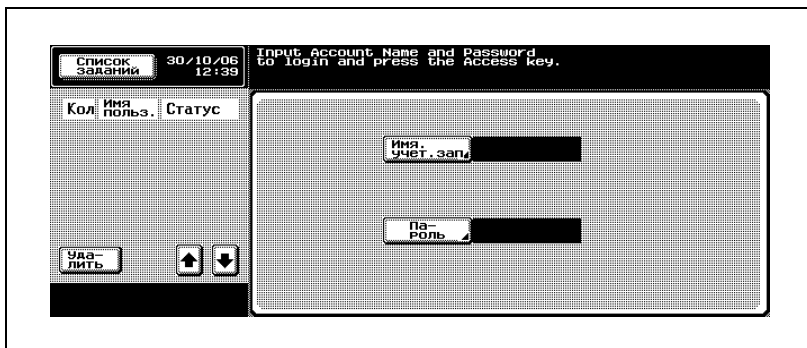 Список
заданий
30/10/06
12:39
Input Account Name and Password
to login and press the Access key.
Кол Имя
польз. Статус
Имя.
учет.зап
Па-
роль
Уда-
лить